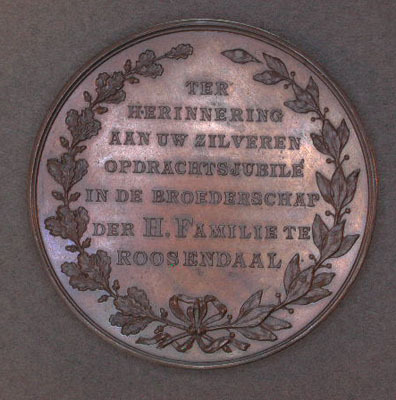 TER
HERINNERING
AAN UW ZILVEREN
OPDRACHTSJUBILÉ
IN DE BROEDERSCHAP
DER H. FAMILIE TE
ROOSENDAAL